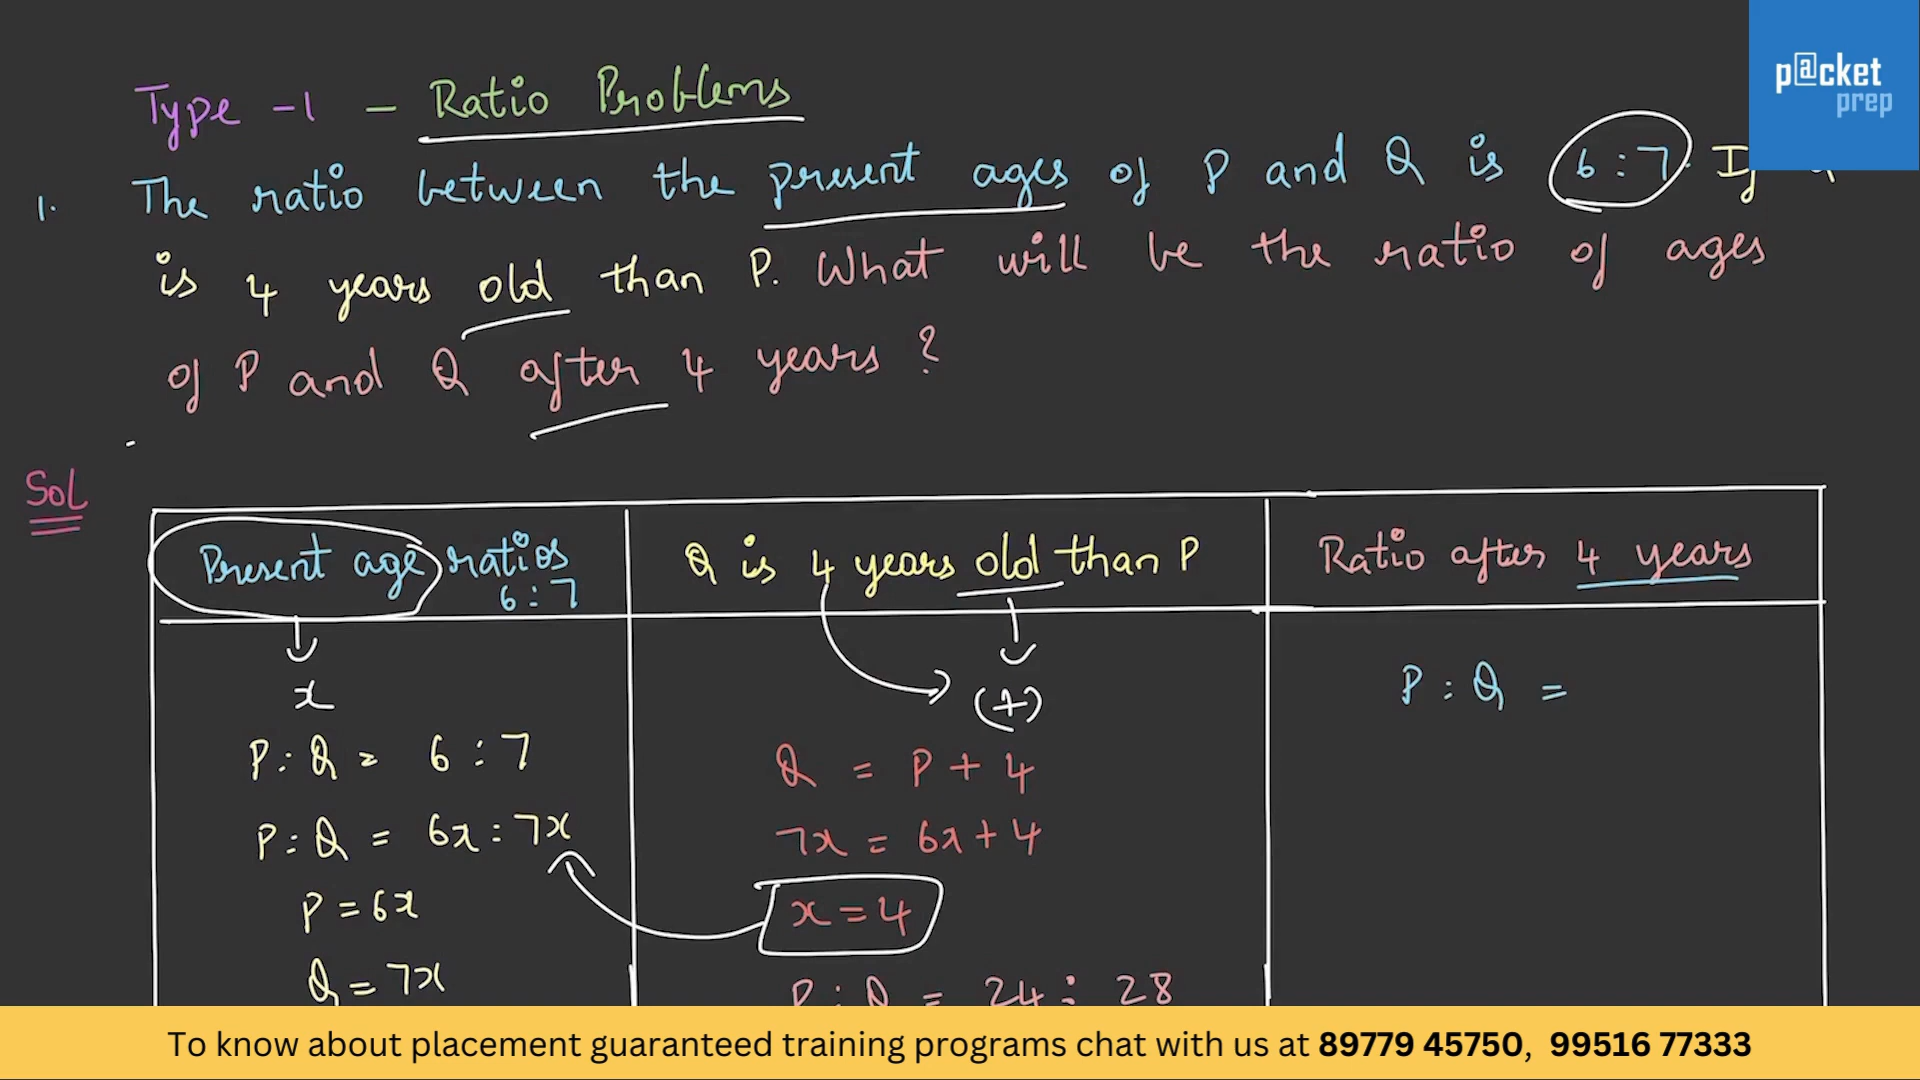 p@cket
prep
Type -1 - Ratio Problems
1. The ratio between the present ages of P and Q is 6:7. If
is 4 years old than P. What will be the ratio of ages
of P and Q after 4 years?
Sol
Present age ratios
6:7
Q is 4 years old than P
Ratio after 4 years
x
(+)
P:Q =
P:Q = 6:7
Q = P+4
P:Q = 6x:7x
7x = 6x+4
P=6x
x=4
Q=7x
P:Q = 24:28
To know about placement guaranteed training programs chat with us at 89779 45750, 99516 77333